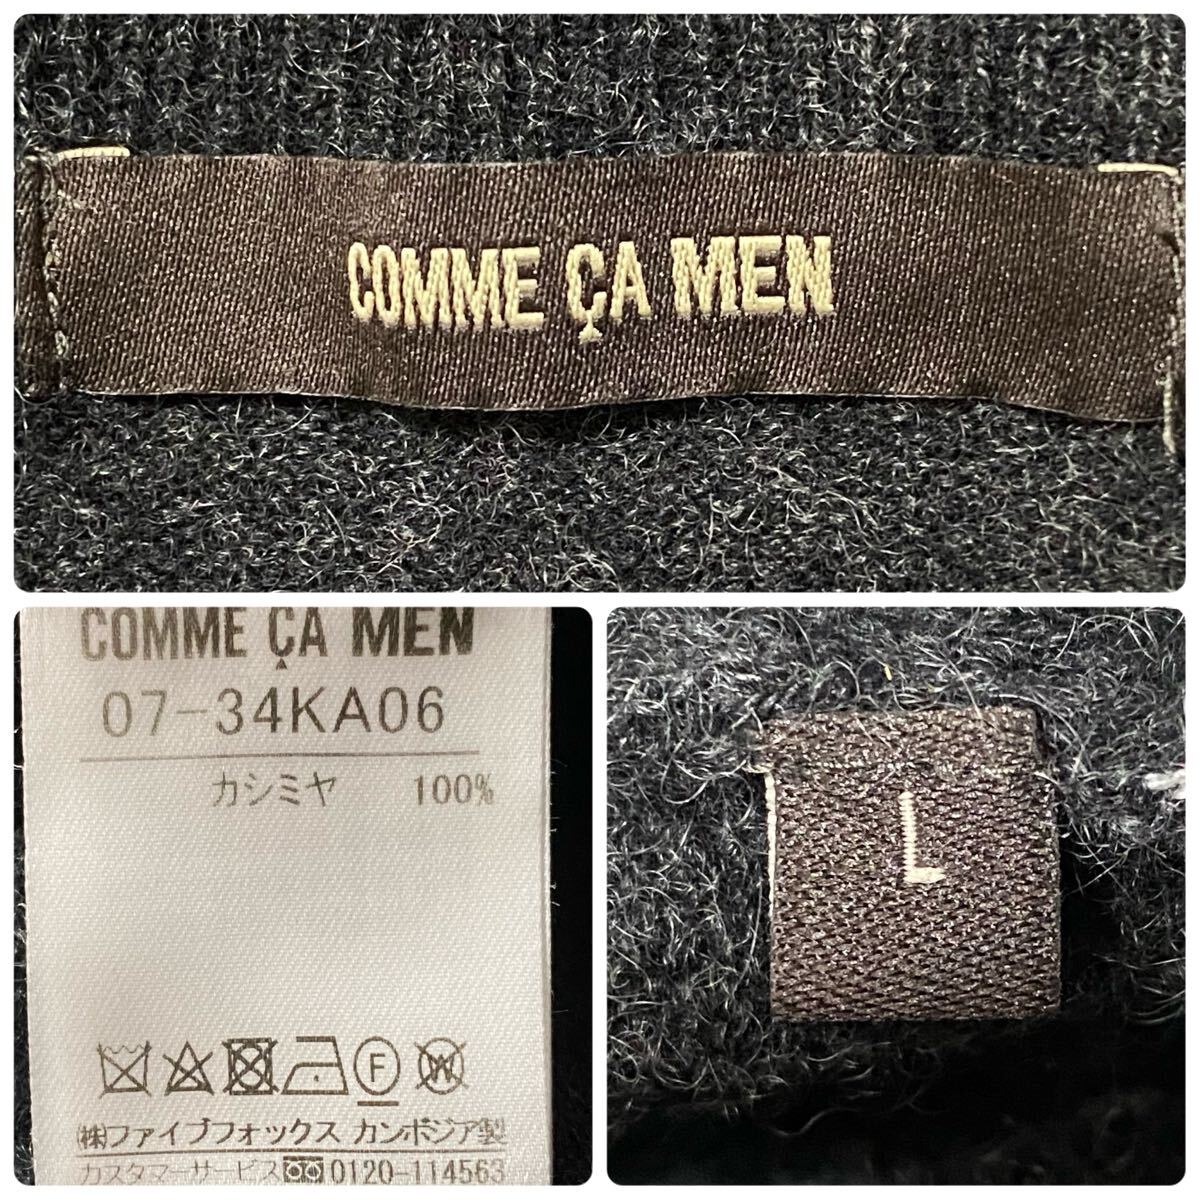 COMME ÇA MEN
COMME ÇA MEN
07-34KA06
カシミヤ 100%
F W
㈱ファイブフォックス カンボジア製
カスタマーサービス 0120-114563
L